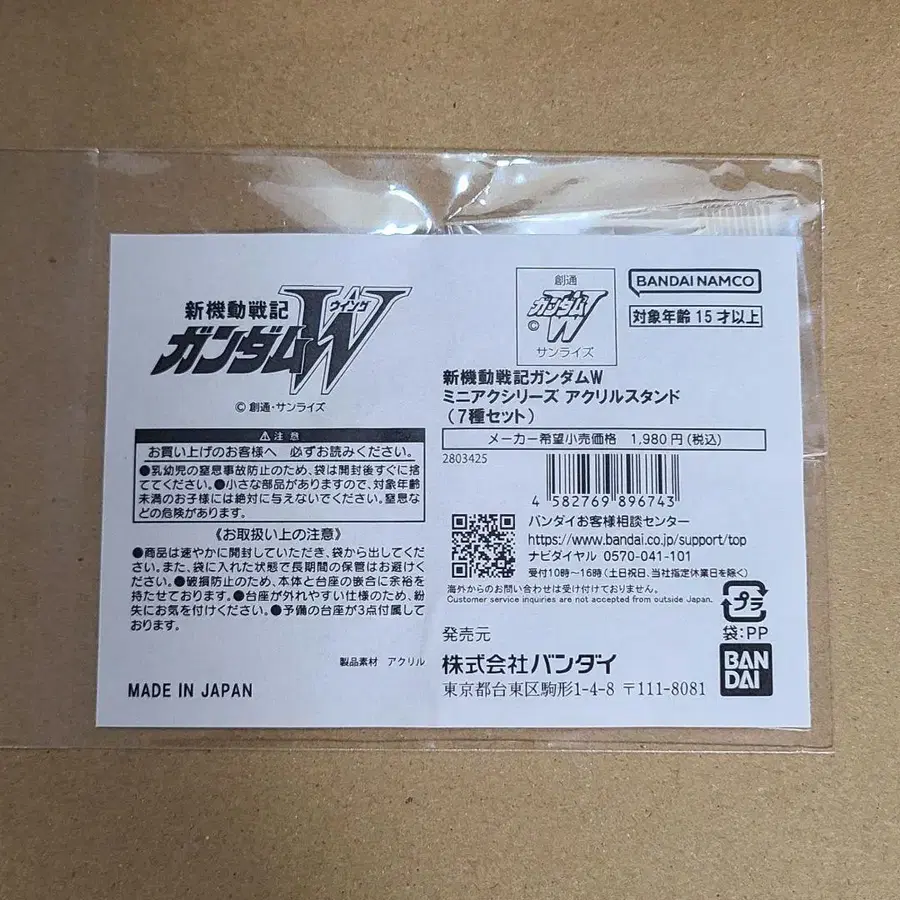 新機動戦記
ガンダムW
ウイング
© 創通・サンライズ
⚠注意
お買い上げのお客様へ 必ずお読みください。
●乳幼児の窒息事故防止のため、袋は開封後すぐに捨
ててください。●小さな部品がありますので、対象年齢
未満のお子様には絶対に与えないでください。窒息な
どの危険があります。
《お取扱い上の注意》
●商品は速やかに開封していただき、袋から出してくだ
さい。また、袋に入れた状態で長期間の保管はお避けく
ださい。●破損防止のため、本体と台座の嵌合に余裕を
持たせております。●台座が外れやすい仕様のため、紛
失にお気を付けください。●予備の台座が3点付属して
おります。
製品素材 アクリル
MADE IN JAPAN
創通
ガンダムW
©
サンライズ
BANDAI NAMCO
対象年齢15才以上
新機動戦記ガンダムW
ミニアクシリーズ アクリルスタンド
(7種セット)
メーカー希望小売価格 1,980円(税込)
2803425
4 582769 896743
バンダイお客様相談センター
https://www.bandai.co.jp/support/top
ナビダイヤル 0570-041-101
受付10時~16時(土日祝日、当社指定休業日を除く)
海外からのお問い合わせは受け付けておりません。
Customer service inquiries are not accepted from outside Japan.
プラ
袋:PP
発売元
株式会社バンダイ
東京都台東区駒形1-4-8 〒111-8081
BAN
DAI